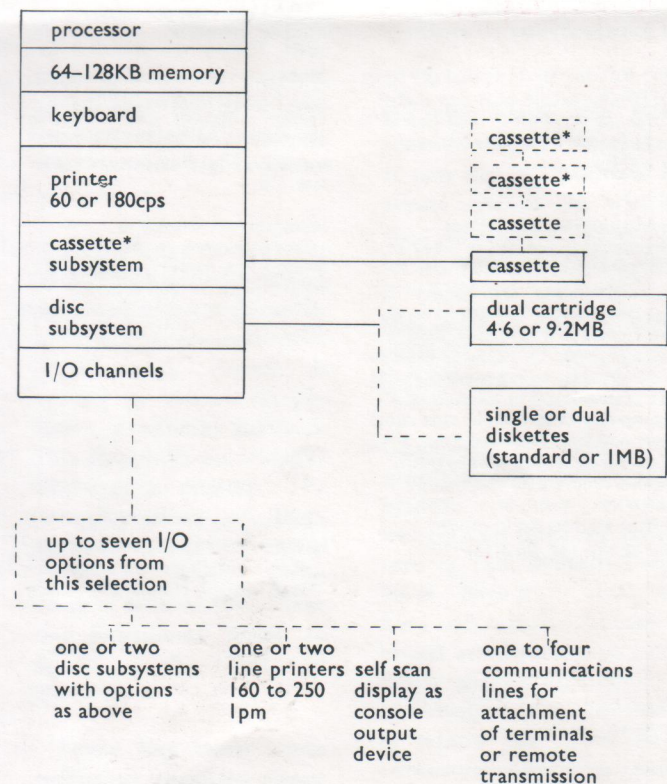 processor
64–128KB memory
keyboard
printer
60 or 180cps
cassette*
subsystem
disc
subsystem
I/O channels
cassette*
cassette*
cassette
cassette
dual cartridge
4·6 or 9·2MB
single or dual
diskettes
(standard or 1MB)
up to seven I/O
options from
this selection
one or two
disc subsystems
with options
as above
one or two
line printers
160 to 250
lpm
self scan
display as
console
output
device
one to four
communications
lines for
attachment
of terminals
or remote
transmission